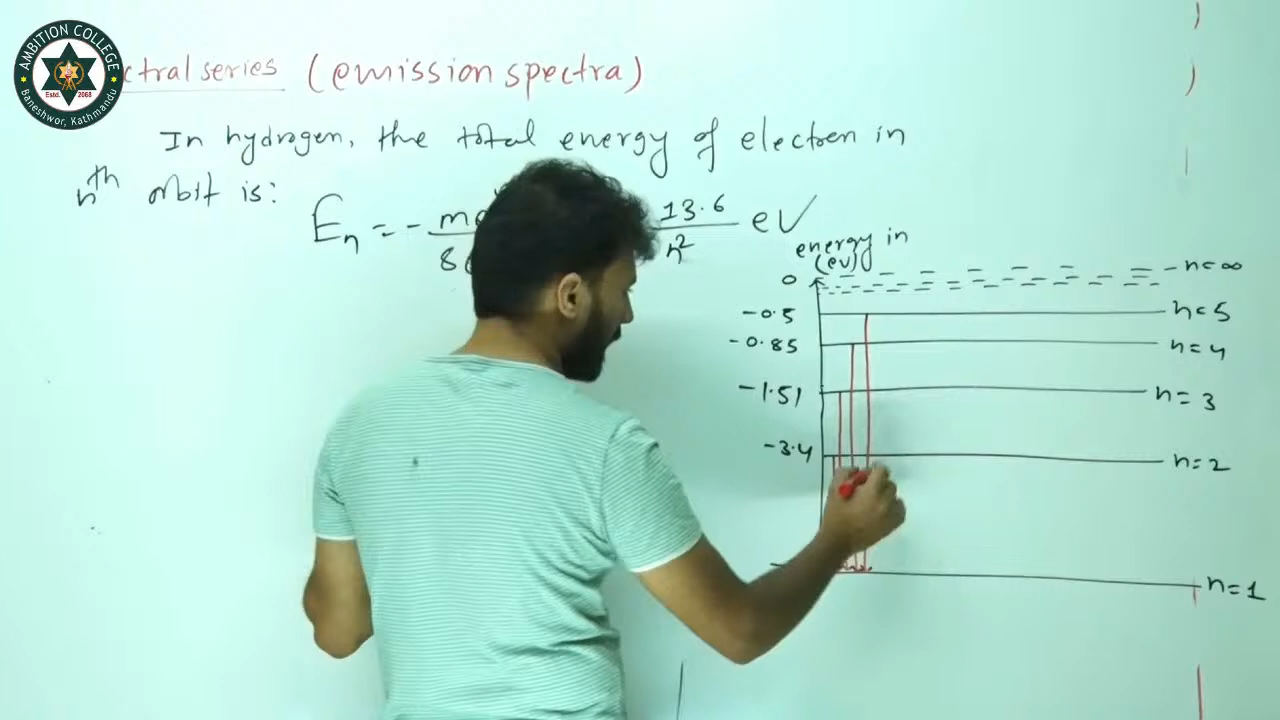 AMBITION COLLEGE
Estd. 2068
Baneshwor, Kathmandu
ctral series (emission spectra)
In hydrogen, the total energy of electron in
nth orbit is:
En = - 13.6 / n² eV
energy in
(eV)
0 - n = ∞
-0.5 n = 5
-0.85 n = 4
-1.51 n = 3
-3.4 n = 2
n = 1